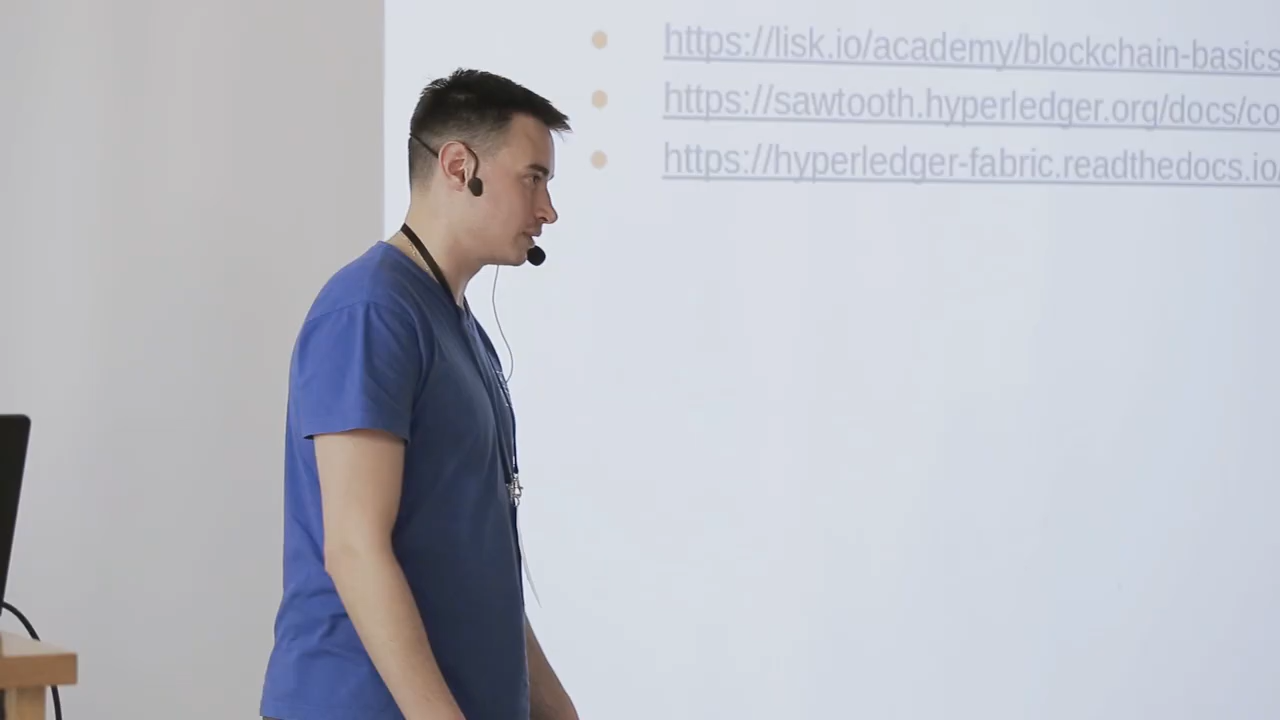 https://lisk.io/academy/blockchain-basics
https://sawtooth.hyperledger.org/docs/co
https://hyperledger-fabric.readthedocs.io/